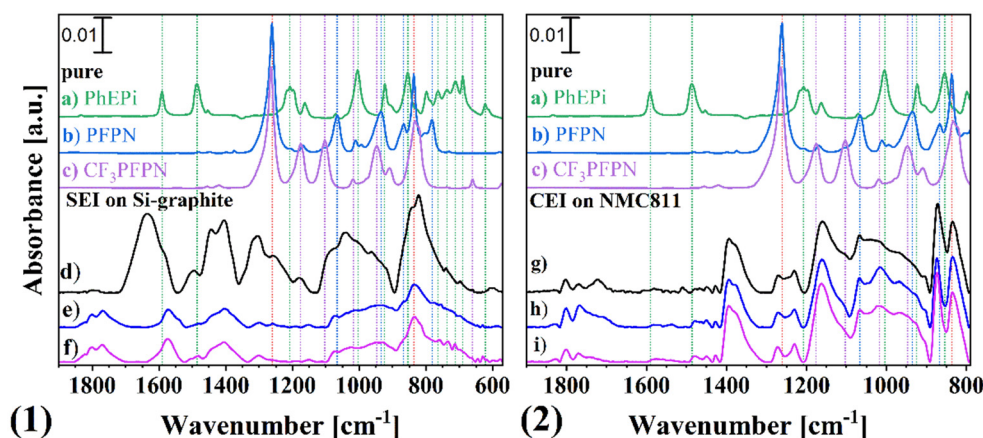 0.01
pure
a) PhEPi
b) PFPN
c) CF₃PFPN
SEI on Si-graphite
d)
e)
f)
Absorbance [a.u.]
1800 1600 1400 1200 1000 800 600
Wavenumber [cm⁻¹]
(1)
0.01
pure
a) PhEPi
b) PFPN
c) CF₃PFPN
CEI on NMC811
g)
h)
i)
1800 1600 1400 1200 1000 800
Wavenumber [cm⁻¹]
(2)